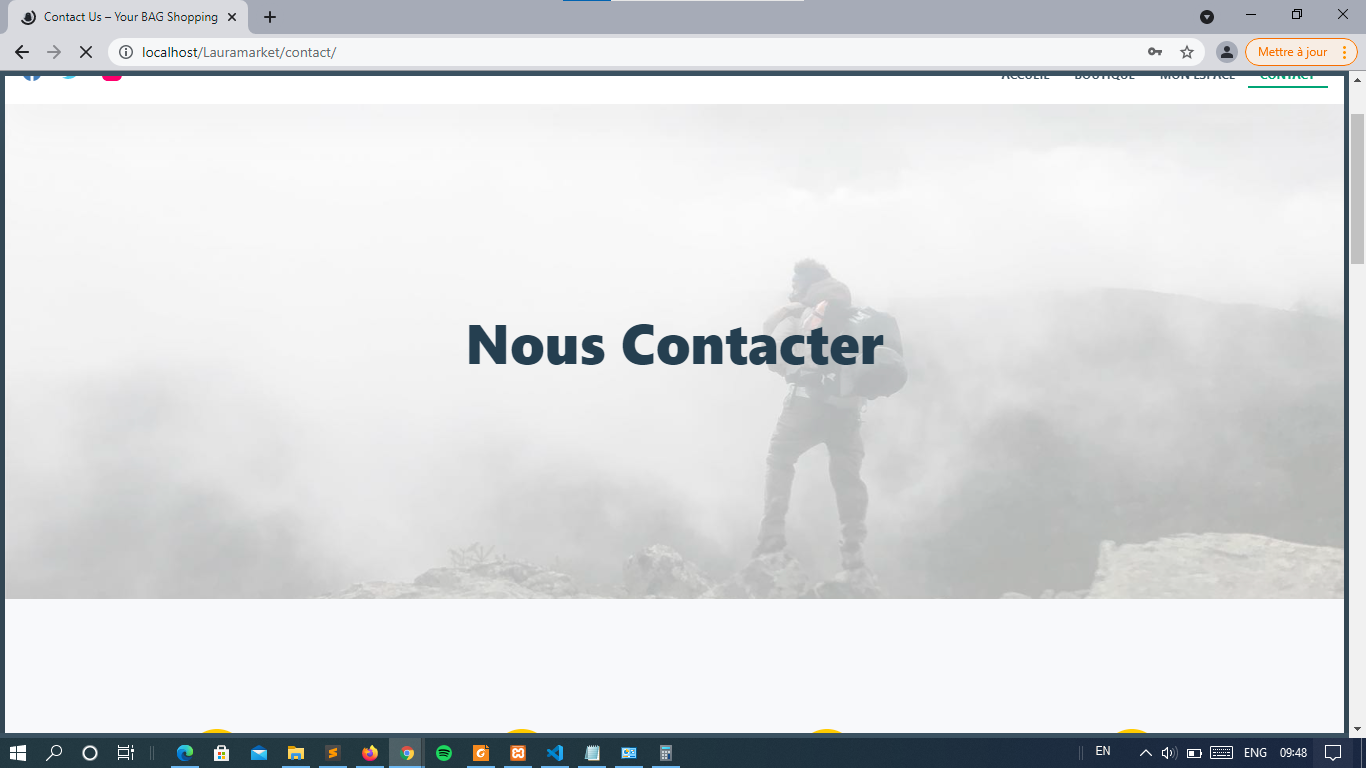 Contact Us – Your BAG Shopping
localhost/Lauramarket/contact/
Mettre à jour
ACCUEIL BOUTIQUE MON ESPACE CONTACT
Nous Contacter
EN
ENG
09:48